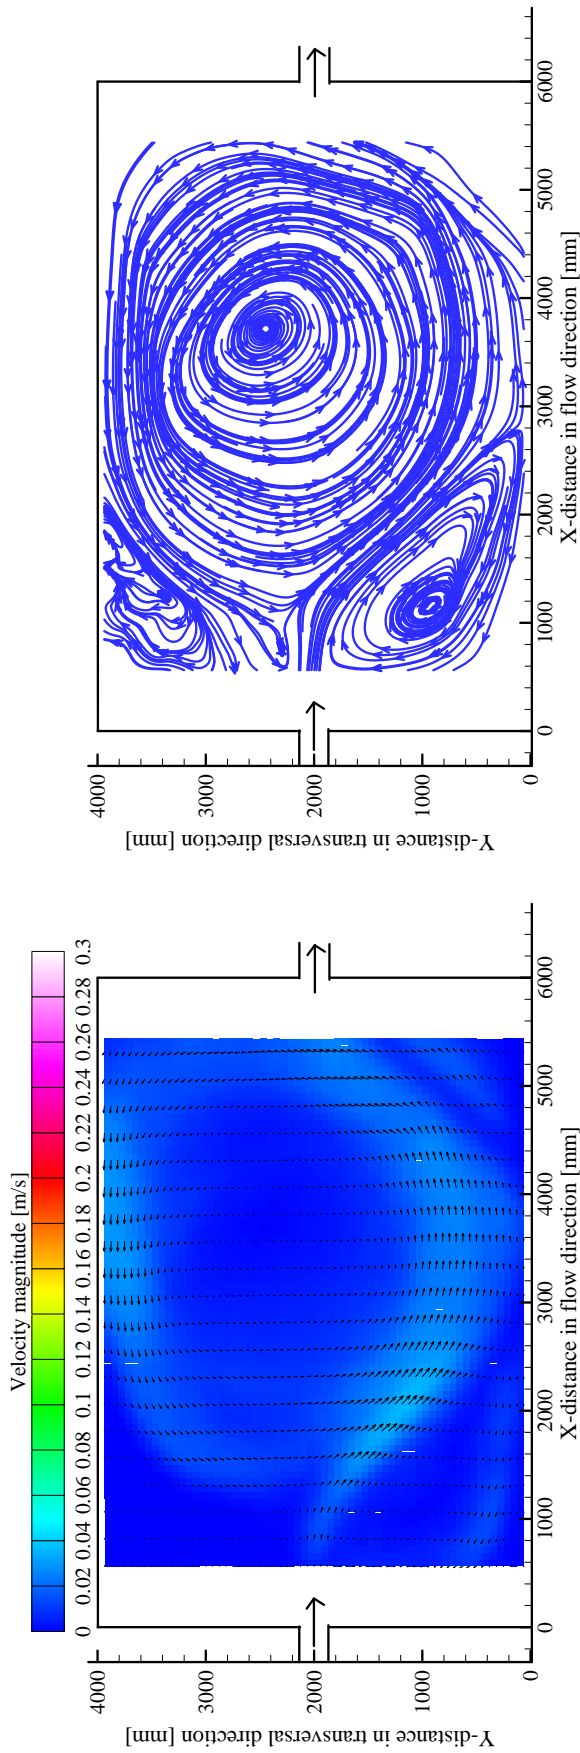 Velocity magnitude [m/s]
0 0.02 0.04 0.06 0.08 0.1 0.12 0.14 0.16 0.18 0.2 0.22 0.24 0.26 0.28 0.3
Y-distance in transversal direction [mm]
4000
3000
2000
1000
0
0 1000 2000 3000 4000 5000 6000
X-distance in flow direction [mm]
Y-distance in transversal direction [mm]
4000
3000
2000
1000
0
0 1000 2000 3000 4000 5000 6000
X-distance in flow direction [mm]